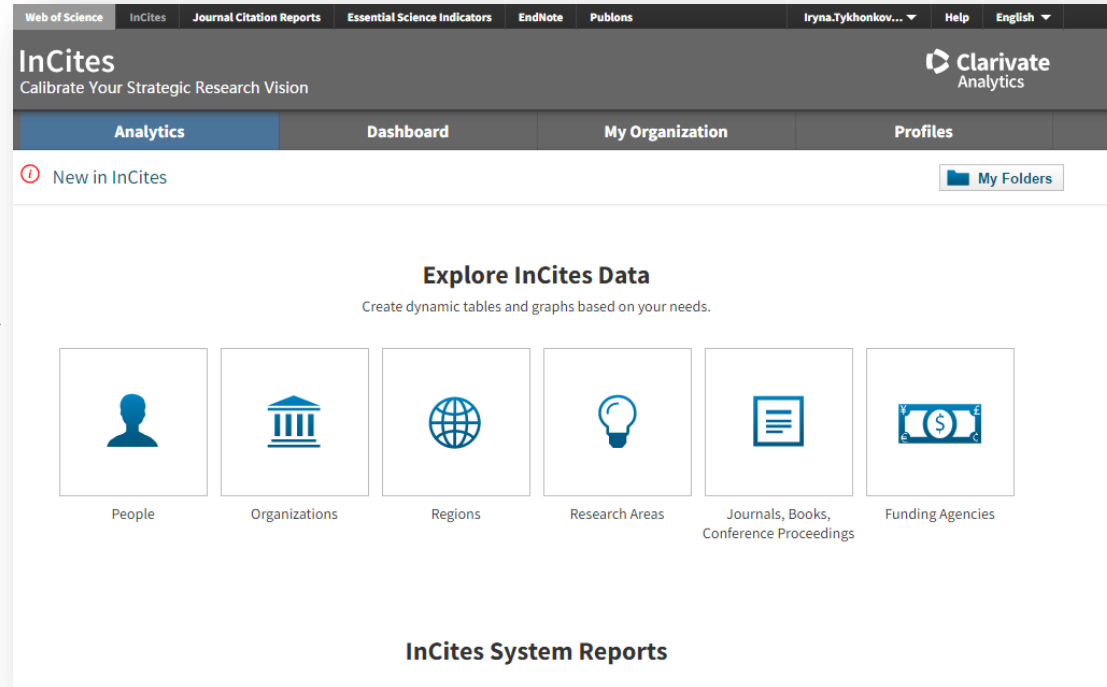 Web of Science InCites Journal Citation Reports Essential Science Indicators EndNote Publons Iryna.Tykhonkov... Help English
InCites
Calibrate Your Strategic Research Vision
Clarivate
Analytics
Analytics Dashboard My Organization Profiles
New in InCites
My Folders
Explore InCites Data
Create dynamic tables and graphs based on your needs.
People Organizations Regions Research Areas Journals, Books, Funding Agencies
Conference Proceedings
InCites System Reports